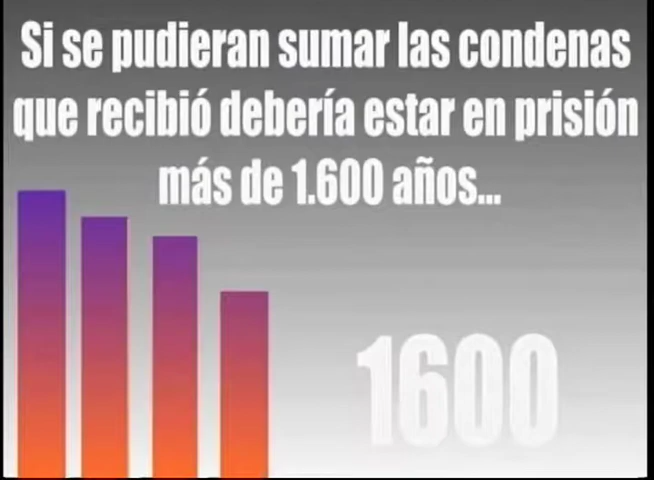 Si se pudieran sumar las condenas
que recibió debería estar en prisión
más de 1.600 años...
1600